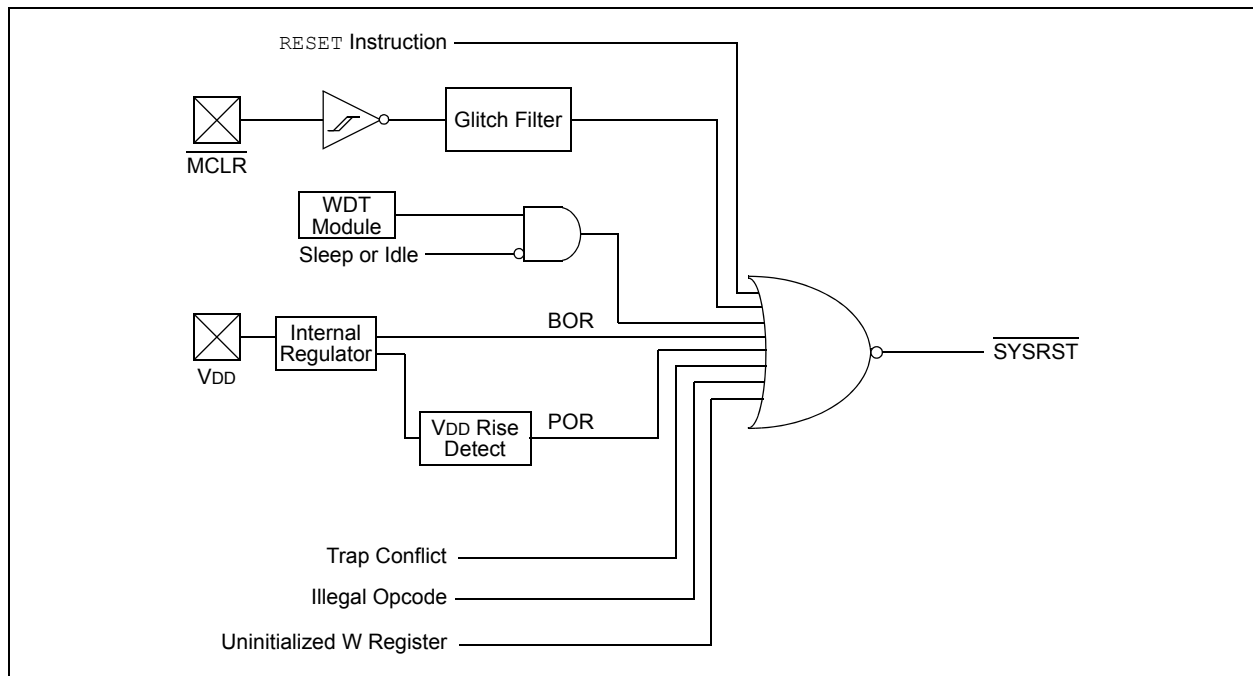 RESET Instruction
Glitch Filter
MCLR
WDT
Module
Sleep or Idle
BOR
Internal
Regulator
VDD
SYSRST
POR
VDD Rise
Detect
Trap Conflict
Illegal Opcode
Uninitialized W Register